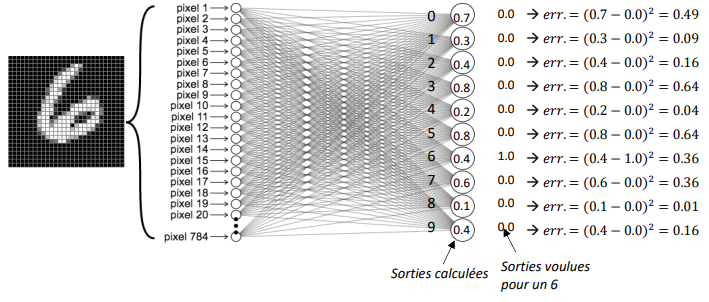 pixel 1
pixel 2
pixel 3
pixel 4
pixel 5
pixel 6
pixel 7
pixel 8
pixel 9
pixel 10
pixel 11
pixel 12
pixel 13
pixel 14
pixel 15
pixel 16
pixel 17
pixel 18
pixel 19
pixel 20
pixel 784
0 0.7 0.0 → err. = (0.7 − 0.0)² = 0.49
1 0.3 0.0 → err. = (0.3 − 0.0)² = 0.09
2 0.4 0.0 → err. = (0.4 − 0.0)² = 0.16
3 0.8 0.0 → err. = (0.8 − 0.0)² = 0.64
4 0.2 0.0 → err. = (0.2 − 0.0)² = 0.04
5 0.8 0.0 → err. = (0.8 − 0.0)² = 0.64
6 0.4 1.0 → err. = (0.4 − 1.0)² = 0.36
7 0.6 0.0 → err. = (0.6 − 0.0)² = 0.36
8 0.1 0.0 → err. = (0.1 − 0.0)² = 0.01
9 0.4 0.0 → err. = (0.4 − 0.0)² = 0.16
Sorties calculées
Sorties voulues
pour un 6
6